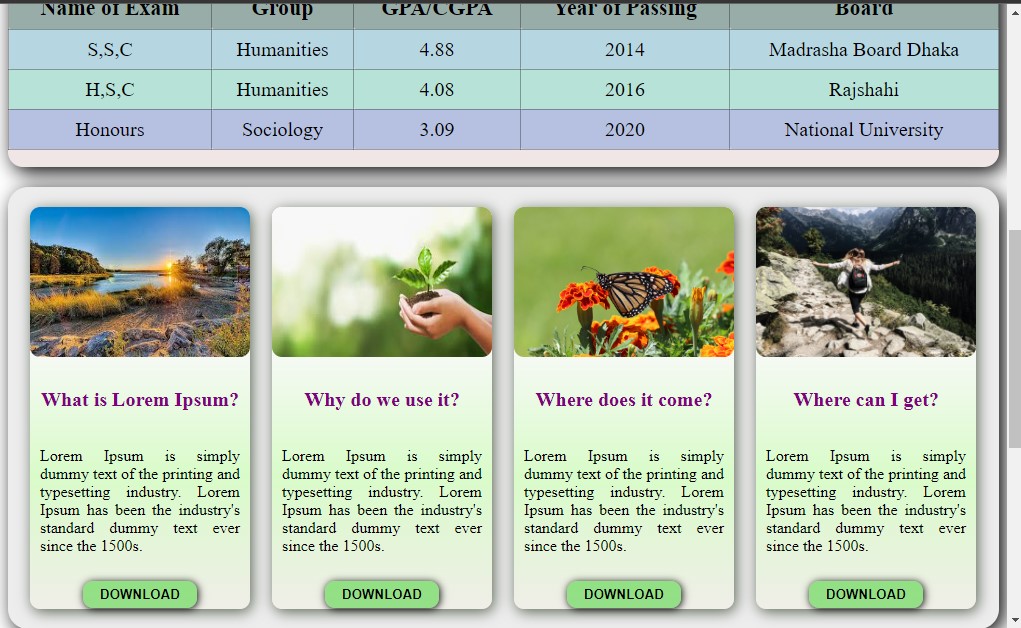 Name of Exam Group GPA/CGPA Year of Passing Board
S,S,C Humanities 4.88 2014 Madrasha Board Dhaka
H,S,C Humanities 4.08 2016 Rajshahi
Honours Sociology 3.09 2020 National University
What is Lorem Ipsum?
Lorem Ipsum is simply
dummy text of the printing and
typesetting industry. Lorem
Ipsum has been the industry's
standard dummy text ever
since the 1500s.
DOWNLOAD
Why do we use it?
Lorem Ipsum is simply
dummy text of the printing and
typesetting industry. Lorem
Ipsum has been the industry's
standard dummy text ever
since the 1500s.
DOWNLOAD
Where does it come?
Lorem Ipsum is simply
dummy text of the printing and
typesetting industry. Lorem
Ipsum has been the industry's
standard dummy text ever
since the 1500s.
DOWNLOAD
Where can I get?
Lorem Ipsum is simply
dummy text of the printing and
typesetting industry. Lorem
Ipsum has been the industry's
standard dummy text ever
since the 1500s.
DOWNLOAD